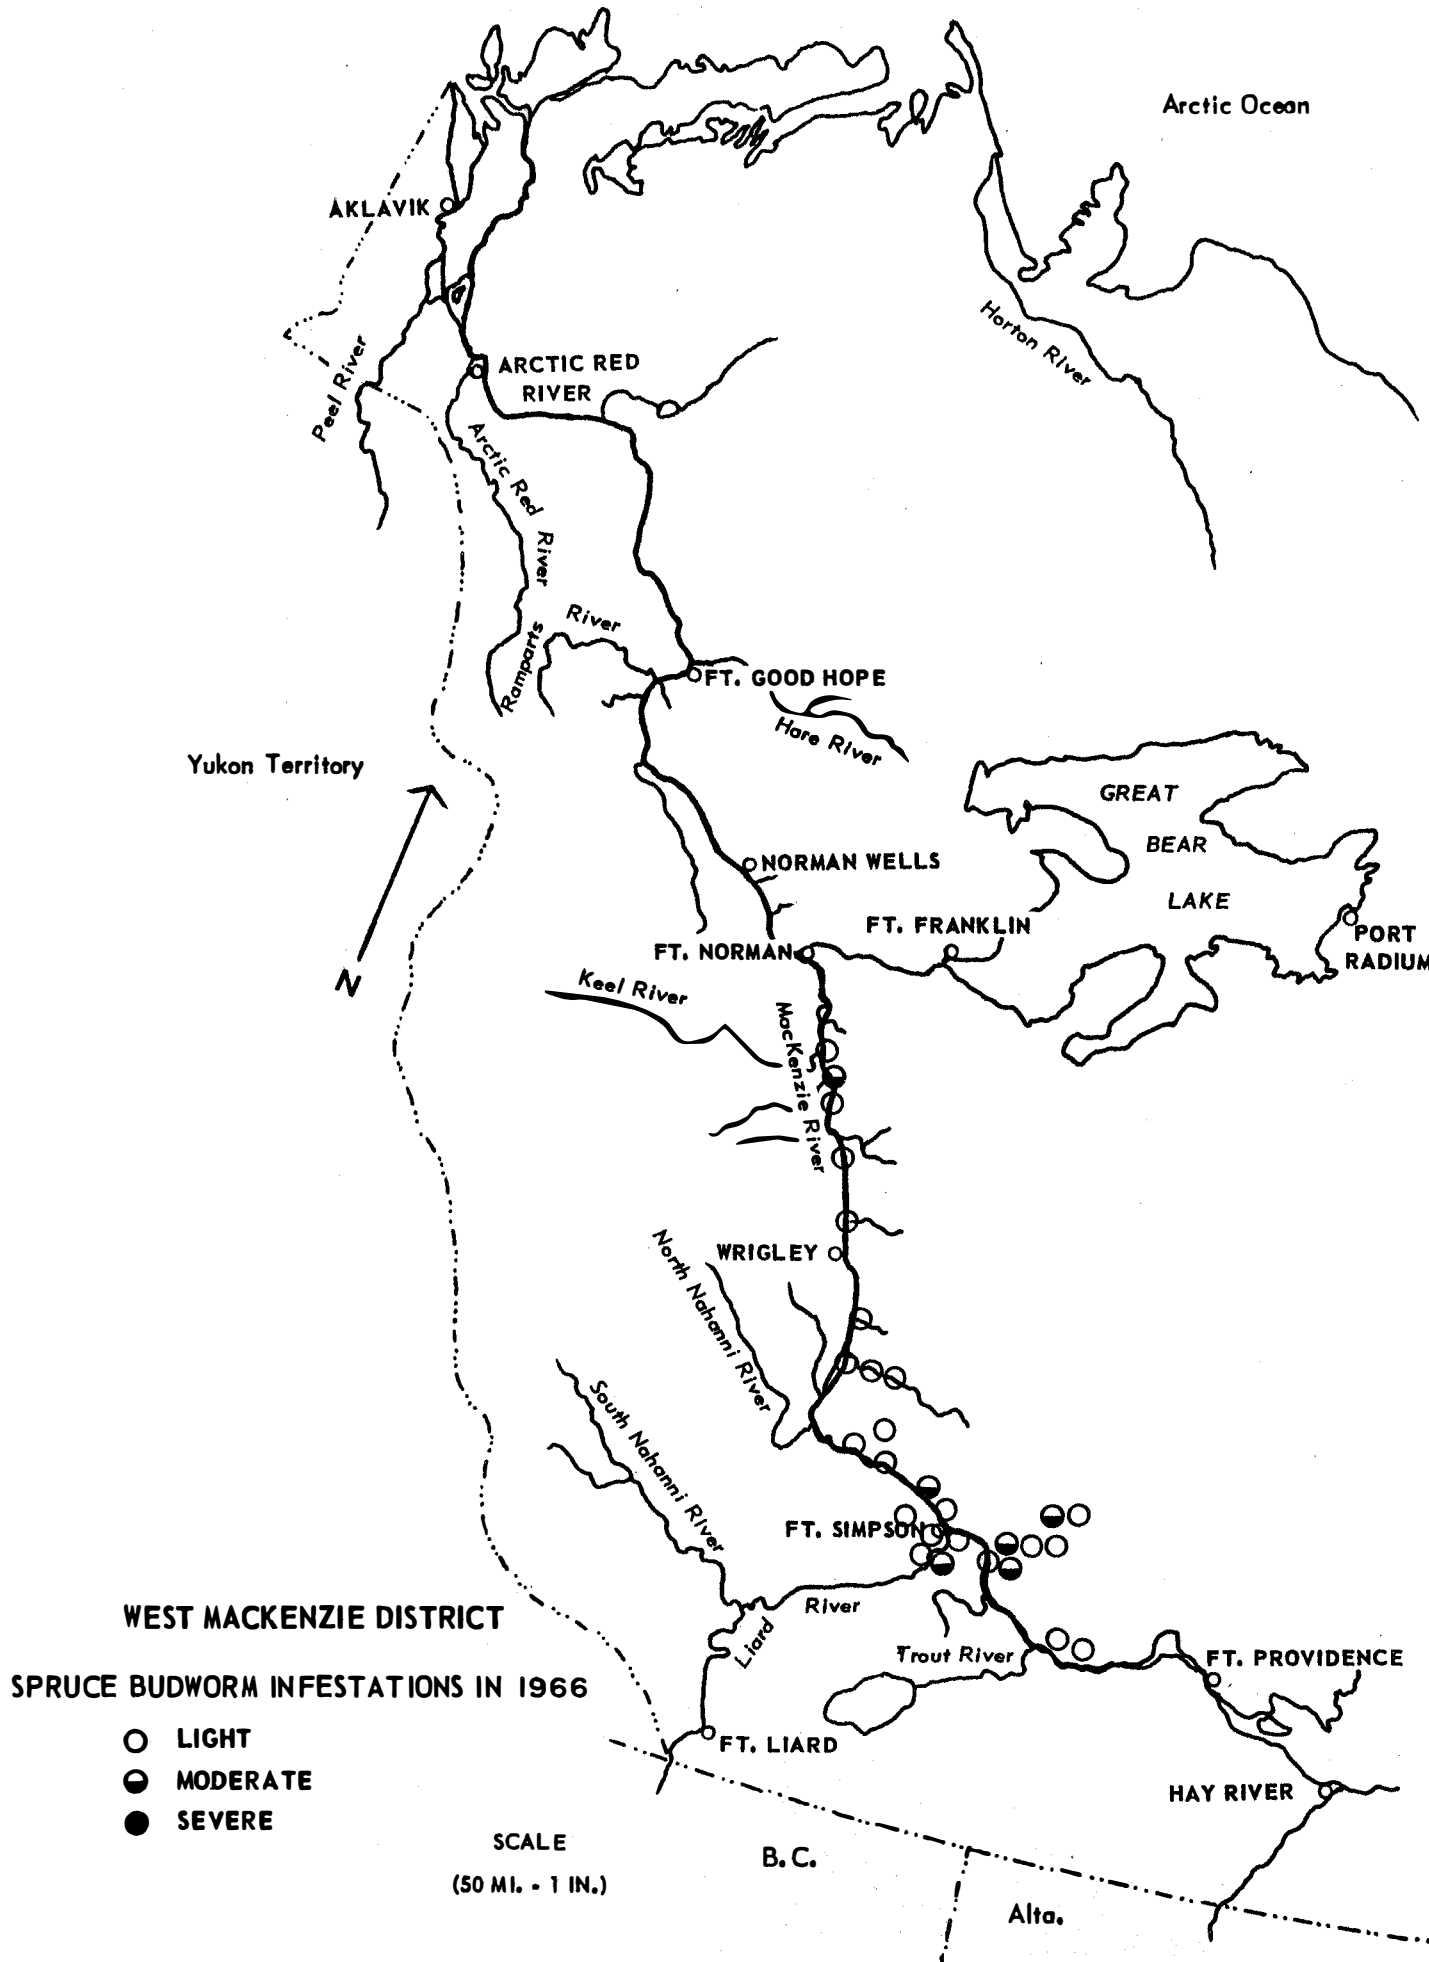 Arctic Ocean
AKLAVIK
Horton River
Peel River
ARCTIC RED
RIVER
Arctic Red River
Ramparts River
FT. GOOD HOPE
Hare River
Yukon Territory
GREAT
BEAR
LAKE
NORMAN WELLS
FT. FRANKLIN
PORT
RADIUM
FT. NORMAN
N
Keel River
MacKenzie River
WRIGLEY
North Nahanni River
South Nahanni River
FT. SIMPSON
Liard River
Trout River
FT. PROVIDENCE
FT. LIARD
HAY RIVER
WEST MACKENZIE DISTRICT
SPRUCE BUDWORM INFESTATIONS IN 1966
LIGHT
MODERATE
SEVERE
SCALE
(50 MI. - 1 IN.)
B.C.
Alta.